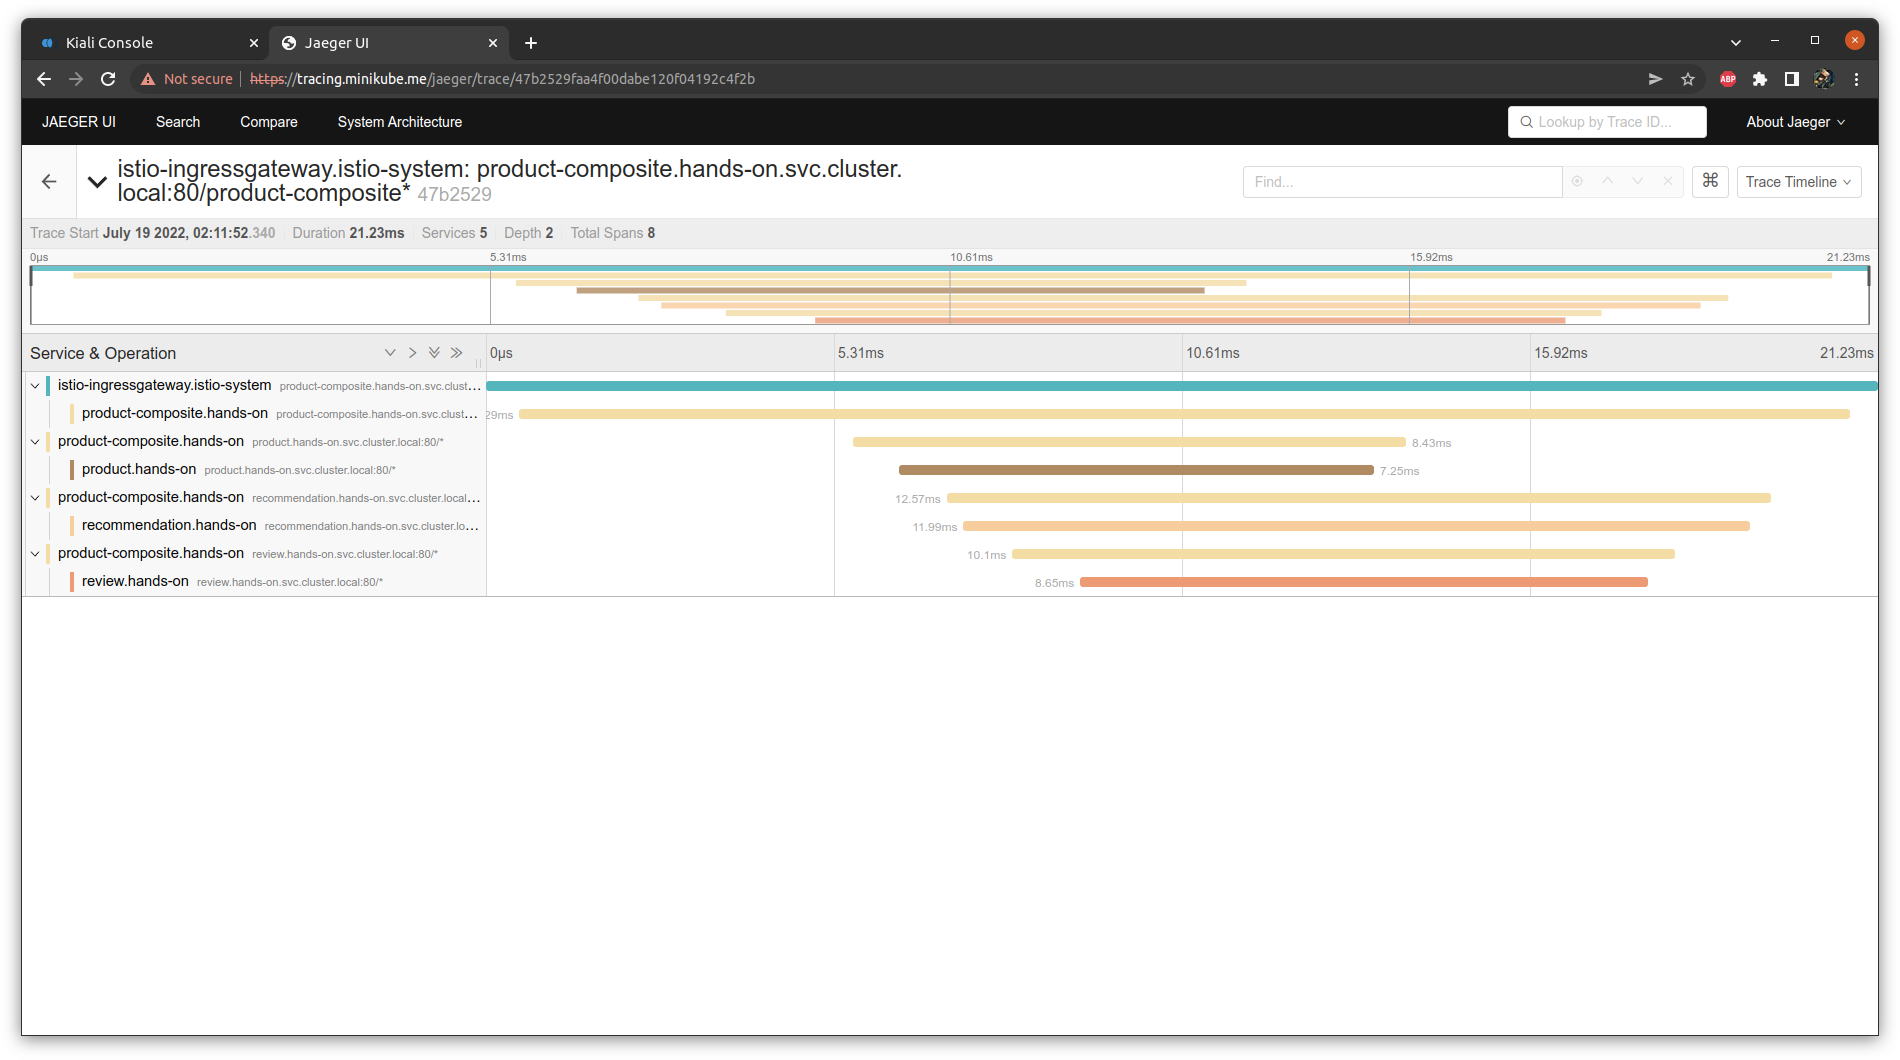 Kiali Console
Jaeger UI
Not secure https://tracing.minikube.me/jaeger/trace/47b2529faa4f00dabe120f04192c4f2b
ABP
JAEGER UI Search Compare System Architecture Lookup by Trace ID... About Jaeger
istio-ingressgateway.istio-system: product-composite.hands-on.svc.cluster.
local:80/product-composite* 47b2529
Find...
Trace Timeline
Trace Start July 19 2022, 02:11:52.340 Duration 21.23ms Services 5 Depth 2 Total Spans 8
0μs 5.31ms 10.61ms 15.92ms 21.23ms
Service & Operation 0μs 5.31ms 10.61ms 15.92ms 21.23ms
istio-ingressgateway.istio-system product-composite.hands-on.svc.clust...
product-composite.hands-on product-composite.hands-on.svc.clust... 29ms
product-composite.hands-on product.hands-on.svc.cluster.local:80/* 8.43ms
product.hands-on product.hands-on.svc.cluster.local:80/* 7.25ms
product-composite.hands-on recommendation.hands-on.svc.cluster.local... 12.57ms
recommendation.hands-on recommendation.hands-on.svc.cluster.lo... 11.99ms
product-composite.hands-on review.hands-on.svc.cluster.local:80/* 10.1ms
review.hands-on review.hands-on.svc.cluster.local:80/* 8.65ms